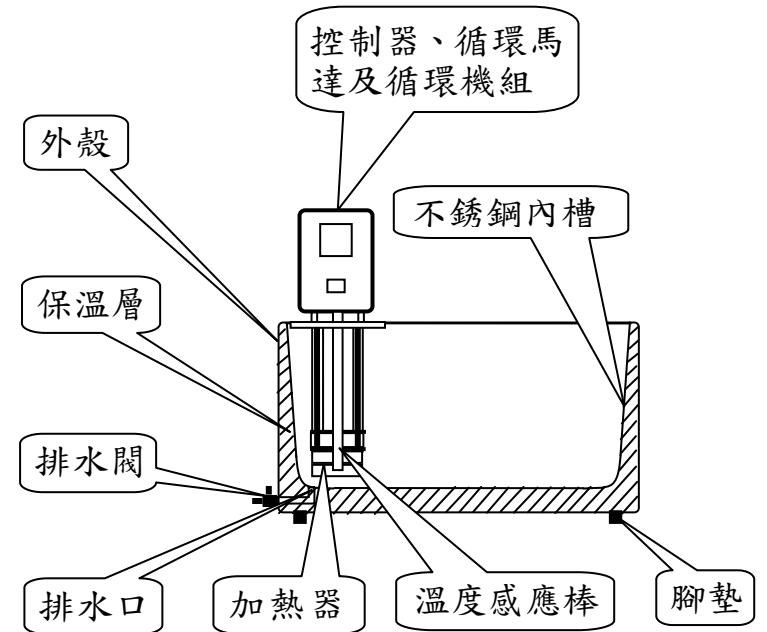 控制器、循環馬
達及循環機組
外殼
不銹鋼內槽
保溫層
排水閥
排水口
加熱器
溫度感應棒
腳墊